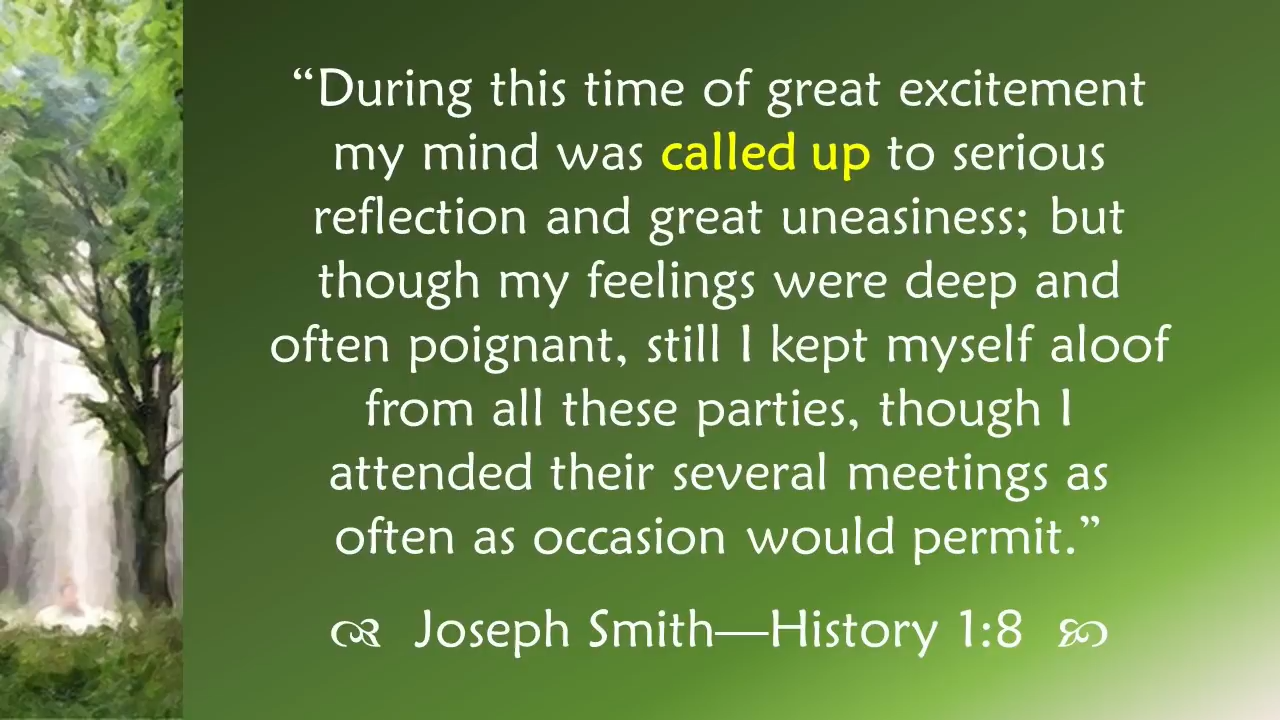 “During this time of great excitement
my mind was called up to serious
reflection and great uneasiness; but
though my feelings were deep and
often poignant, still I kept myself aloof
from all these parties, though I
attended their several meetings as
often as occasion would permit.”
Joseph Smith—History 1:8